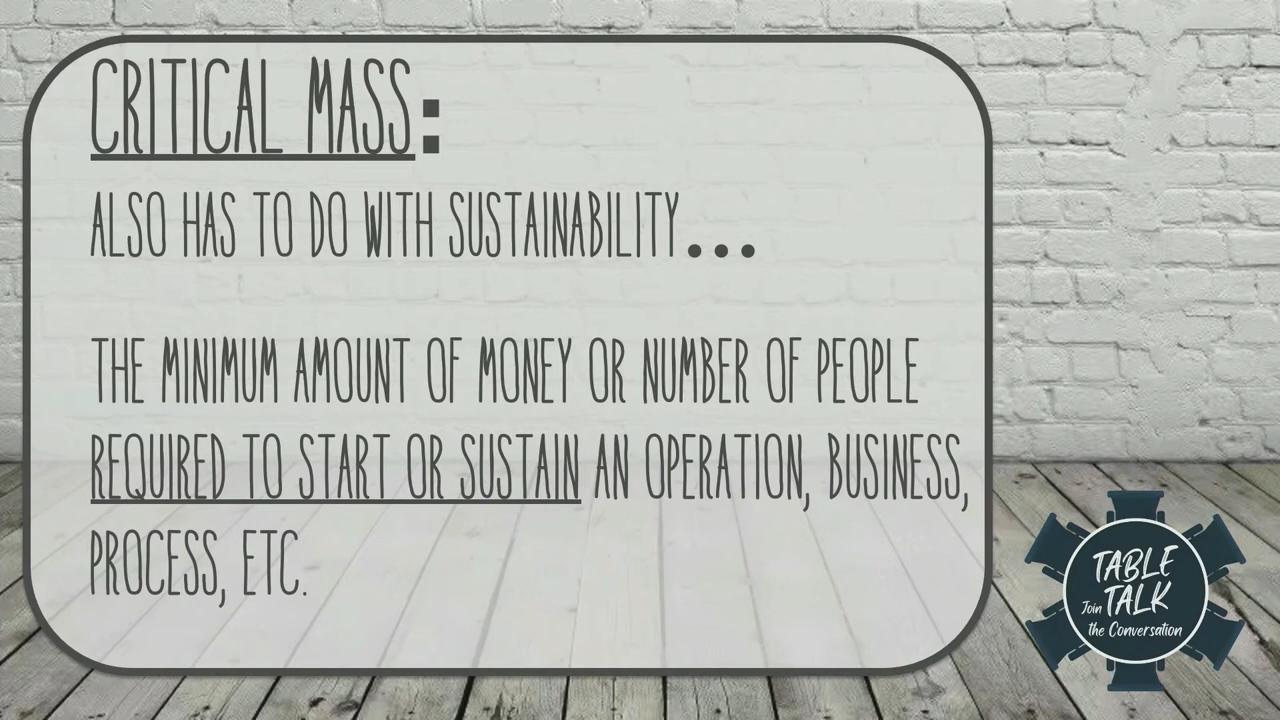 CRITICAL MASS:
ALSO HAS TO DO WITH SUSTAINABILITY...
THE MINIMUM AMOUNT OF MONEY OR NUMBER OF PEOPLE
REQUIRED TO START OR SUSTAIN AN OPERATION, BUSINESS,
PROCESS, ETC.
TABLE
Join TALK
the Conversation